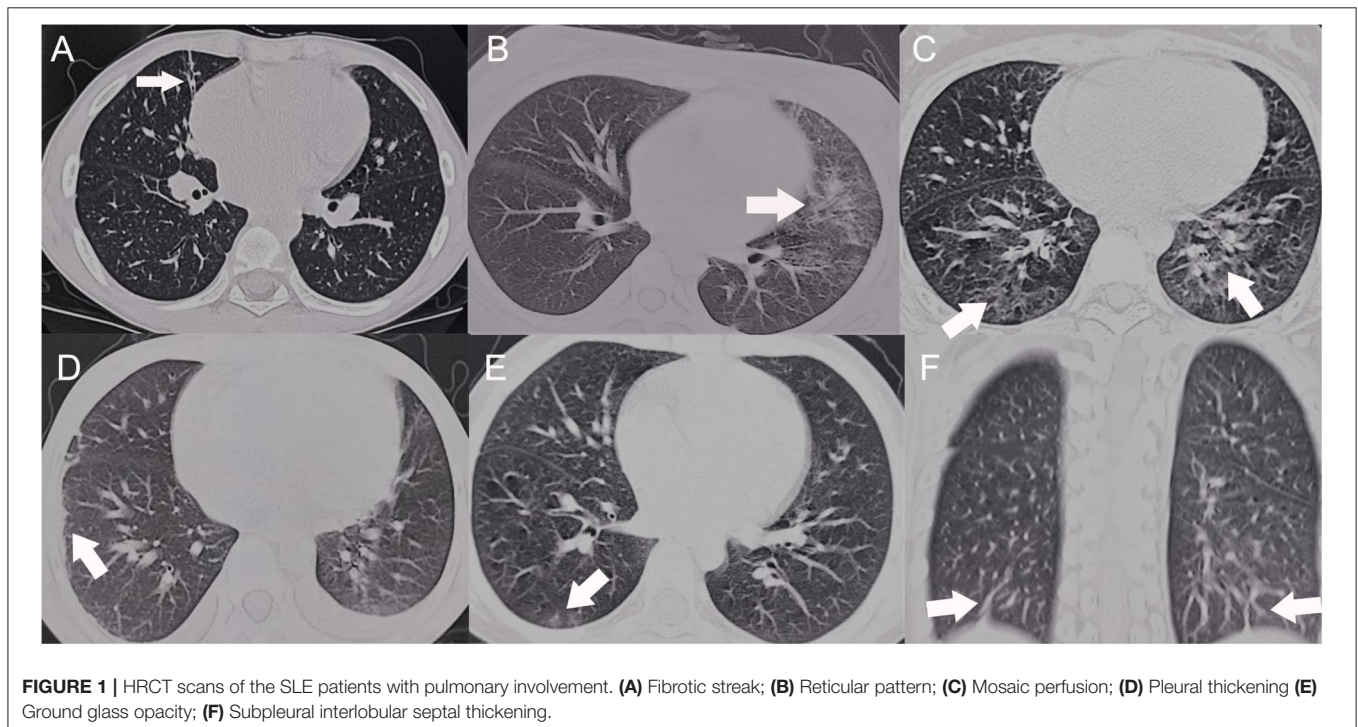 A
B
C
D
E
F
FIGURE 1 | HRCT scans of the SLE patients with pulmonary involvement. (A) Fibrotic streak; (B) Reticular pattern; (C) Mosaic perfusion; (D) Pleural thickening (E)
Ground glass opacity; (F) Subpleural interlobular septal thickening.